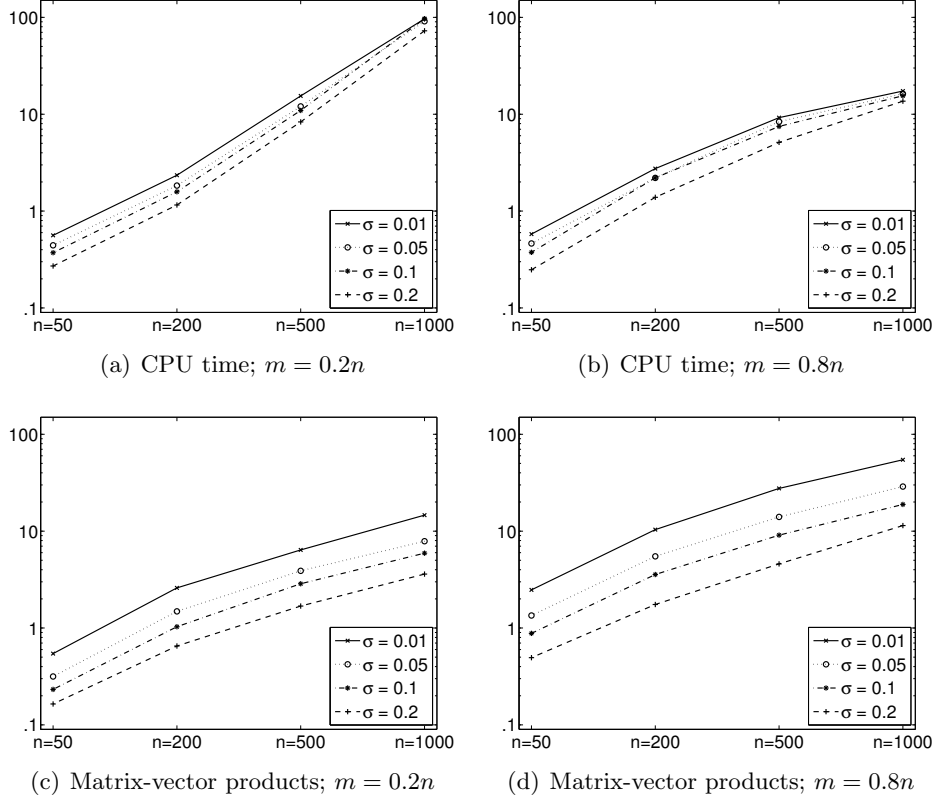 100
10
1
.1
n=50 n=200 n=500 n=1000
σ = 0.01
σ = 0.05
σ = 0.1
σ = 0.2
(a) CPU time; m = 0.2n
100
10
1
.1
n=50 n=200 n=500 n=1000
σ = 0.01
σ = 0.05
σ = 0.1
σ = 0.2
(b) CPU time; m = 0.8n
100
10
1
.1
n=50 n=200 n=500 n=1000
σ = 0.01
σ = 0.05
σ = 0.1
σ = 0.2
(c) Matrix-vector products; m = 0.2n
100
10
1
.1
n=50 n=200 n=500 n=1000
σ = 0.01
σ = 0.05
σ = 0.1
σ = 0.2
(d) Matrix-vector products; m = 0.8n